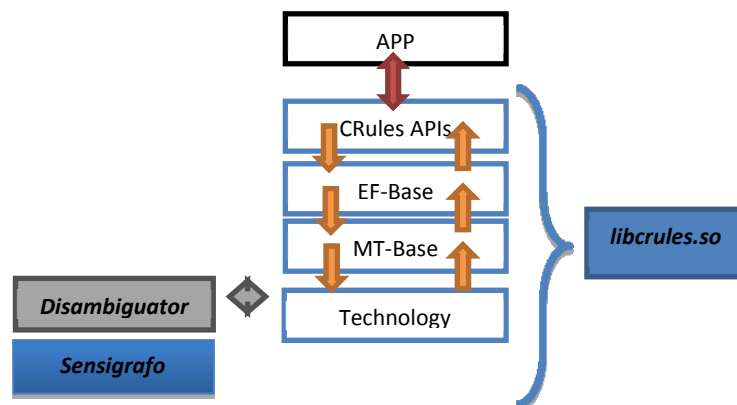 APP
CRules APIs
EF-Base
libcrules.so
MT-Base
Disambiguator
Technology
Sensigrafo